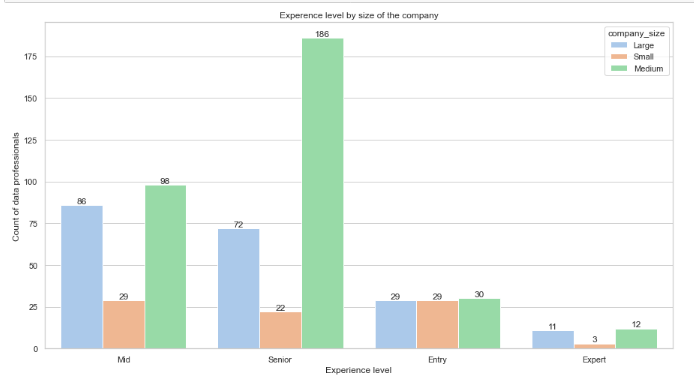 Experence level by size of the company
company_size
Large
Small
Medium
Count of data professionals
175
150
125
100
75
50
25
0
86
29
98
72
22
186
29
29
30
11
3
12
Mid
Senior
Entry
Expert
Experience level